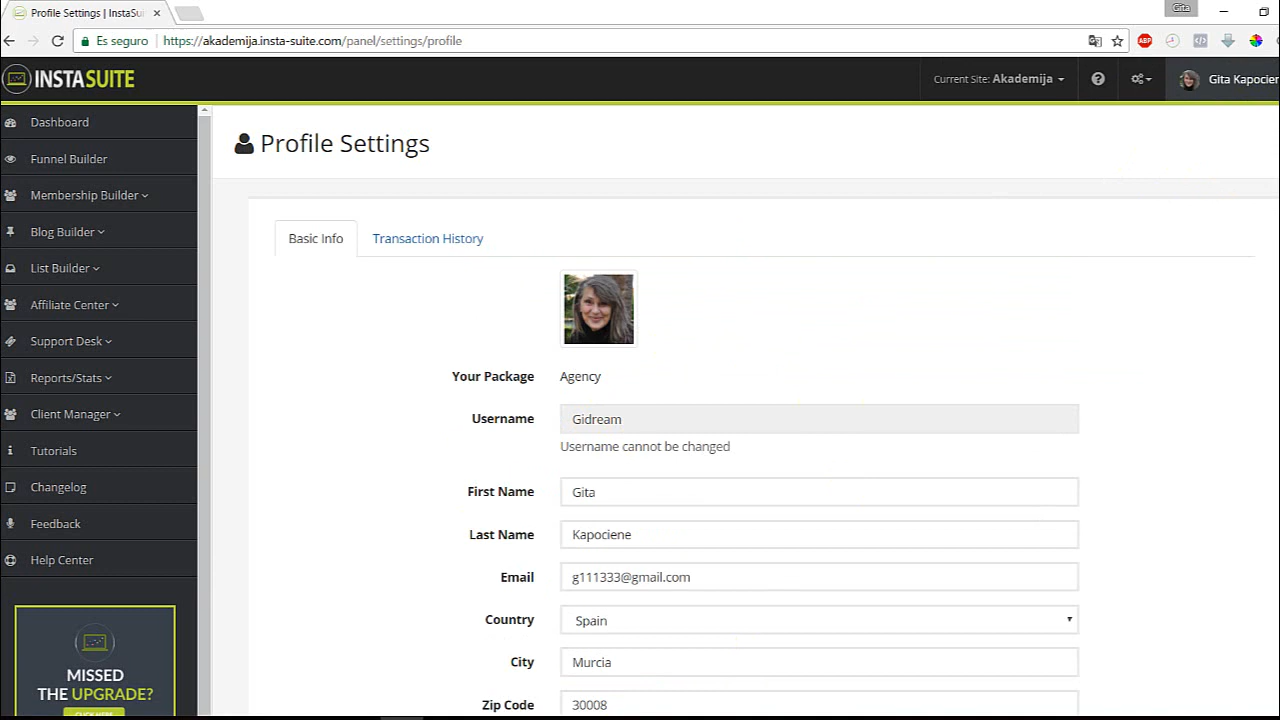 Profile Settings | InstaSui
Gita
Es seguro
https://akademija.insta-suite.com/panel/settings/profile
ABP
INSTASUITE
Current Site: Akademija
Gita Kapocien
Dashboard
Funnel Builder
Membership Builder
Blog Builder
List Builder
Affiliate Center
Support Desk
Reports/Stats
Client Manager
Tutorials
Changelog
Feedback
Help Center
MISSED
THE UPGRADE?
Profile Settings
Basic Info
Transaction History
Your Package Agency
Username Gidream
Username cannot be changed
First Name Gita
Last Name Kapociene
Email g111333@gmail.com
Country Spain
City Murcia
Zip Code 30008